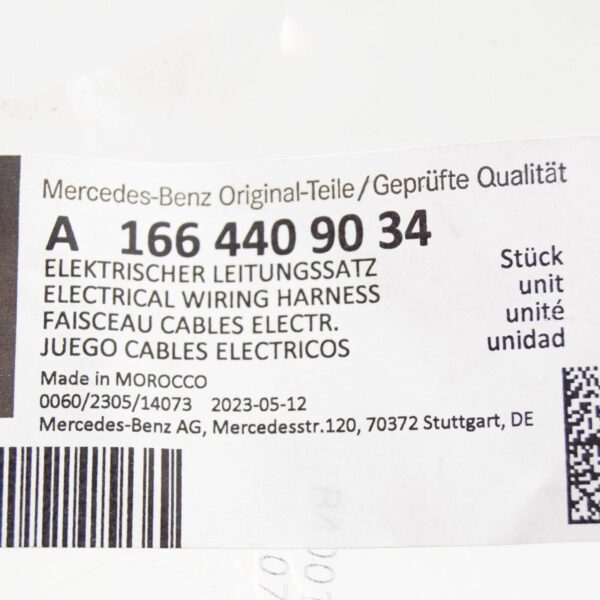 Mercedes-Benz Original-Teile/Geprüfte Qualität
A 166 440 90 34
ELEKTRISCHER LEITUNGSSATZ
ELECTRICAL WIRING HARNESS
FAISCEAU CABLES ELECTR.
JUEGO CABLES ELECTRICOS
Stück
unit
unité
unidad
Made in MOROCCO
0060/2305/14073 2023-05-12
Mercedes-Benz AG, Mercedesstr.120, 70372 Stuttgart, DE